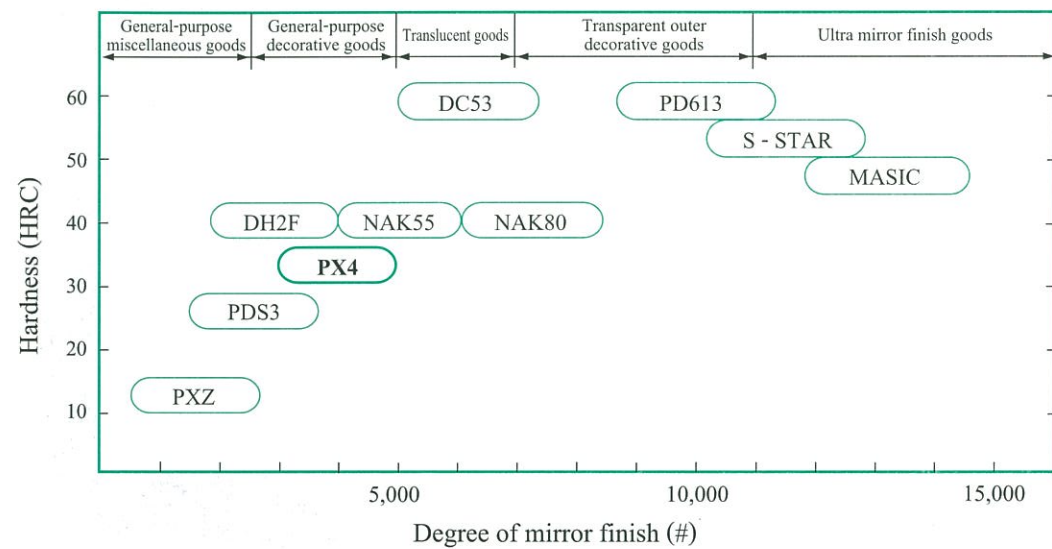 General-purpose
miscellaneous goods
General-purpose
decorative goods
Translucent goods
Transparent outer
decorative goods
Ultra mirror finish goods
60
50
40
30
20
10
Hardness (HRC)
DC53
PD613
S - STAR
MASIC
DH2F
NAK55
NAK80
PX4
PDS3
PXZ
5,000
10,000
15,000
Degree of mirror finish (#)